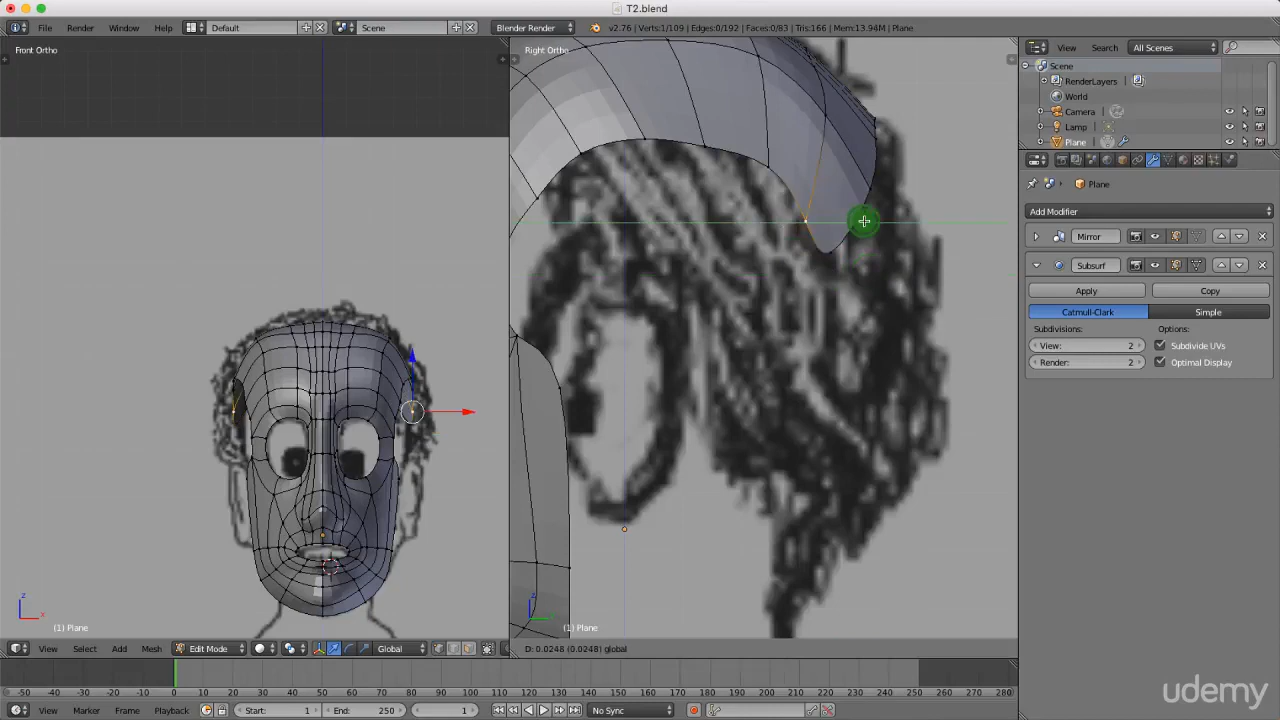 T2.blend
File Render Window Help Default Scene Blender Render v2.76 | Verts:1/109 | Edges:0/192 | Faces:0/83 | Tris:166 | Mem:13.94M | Plane
Front Ortho
Right Ortho
View Search All Scenes
Scene
RenderLayers
World
Camera
Lamp
Plane
Plane
Add Modifier
Mirror
Subsurf
Apply Copy
Catmull-Clark Simple
Subdivisions: Options:
View: 2 Subdivide UVs
Render: 2 Optimal Display
z
x
z
(1) Plane
(1) Plane
View Select Add Mesh Edit Mode Global
D: 0.0248 (0.0248) global
-50 -40 -30 -20 -10 0 10 20 30 40 50 60 70 80 90 100 110 120 130 140 150 160 170 180 190 200 210 220 230 240 250 260 270 280
View Marker Frame Playback Start: 1 End: 250 1 No Sync
udemy